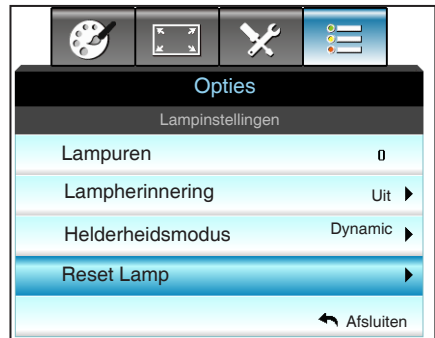 Opties
Lampinstellingen
Lampuren 0
Lampherinnering Uit
Helderheidsmodus Dynamic
Reset Lamp
Afsluiten